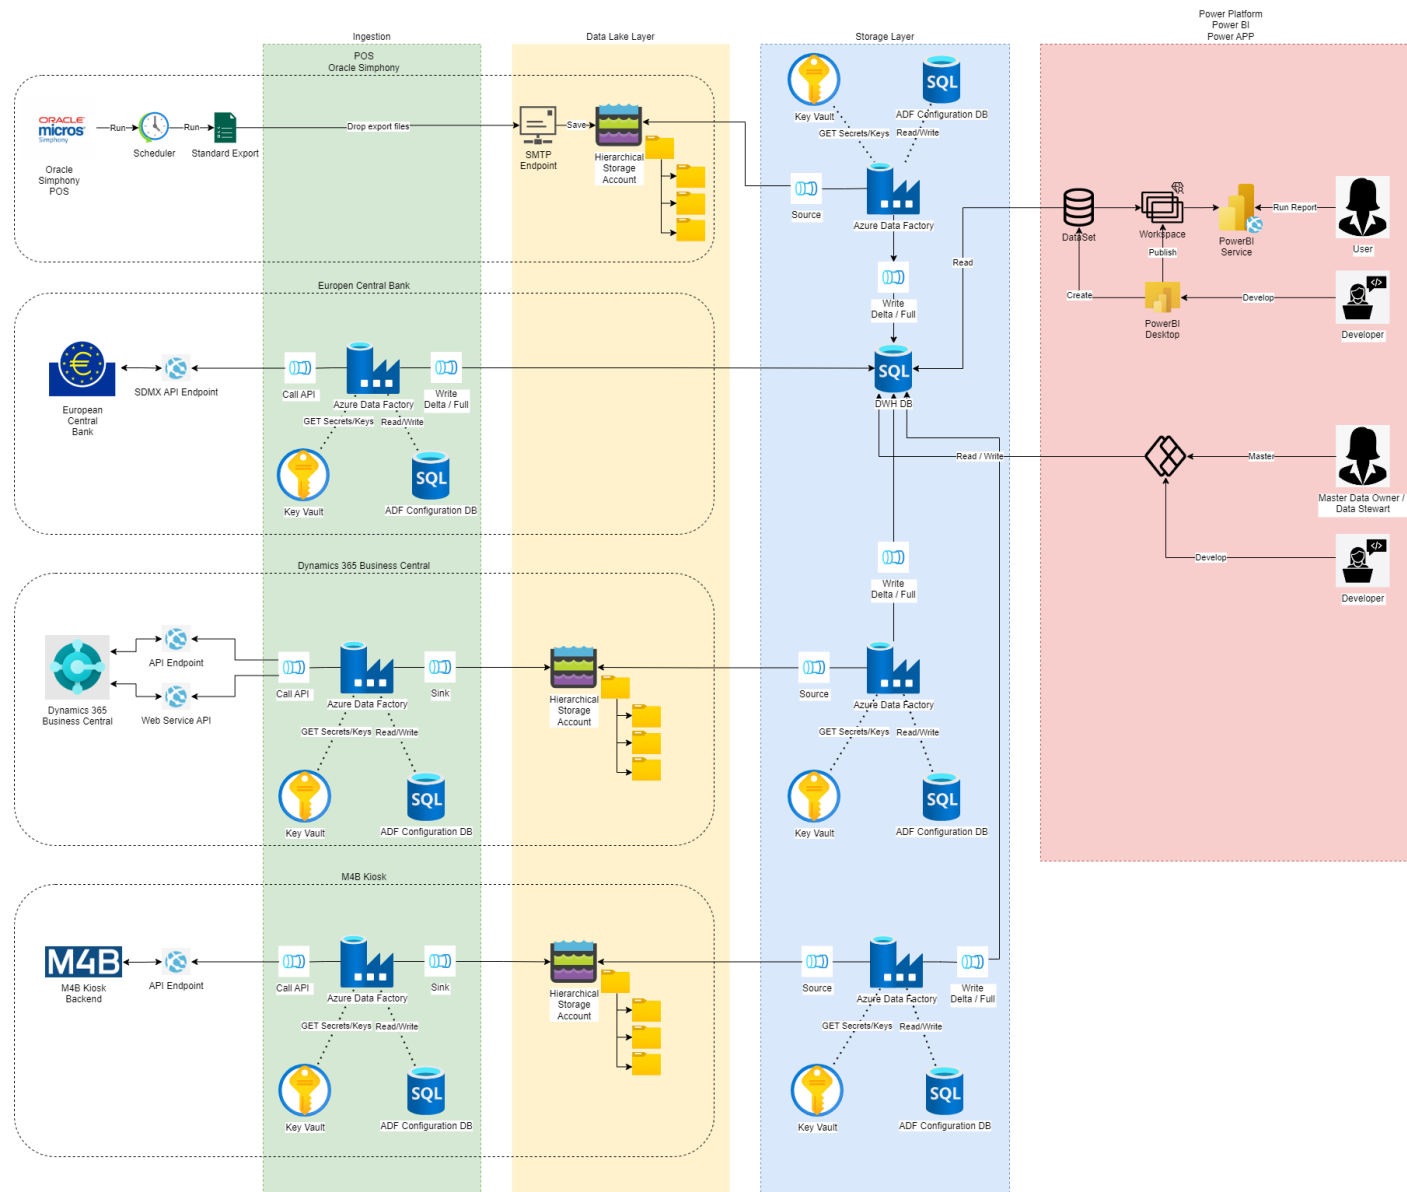 Power Platform
Power BI
Power APP
Ingestion
Data Lake Layer
Storage Layer
POS
Oracle Simphony
ORACLE
micros
Simphony
Oracle
Simphony
POS
Run
Scheduler
Run
Standard Export
Drop export files
SMTP
Endpoint
Save
Hierarchical
Storage
Account
Key Vault
SQL
ADF Configuration DB
GET Secrets/Keys
Read/Write
Source
Azure Data Factory
Write
Delta / Full
SQL
DWH DB
Read
DataSet
Workspace
PowerBI
Service
Run Report
User
Create
Publish
PowerBI
Desktop
Develop
Developer
Europen Central Bank
European
Central
Bank
SDMX API Endpoint
Call API
Azure Data Factory
Write
Delta / Full
GET Secrets/Keys
Read/Write
Key Vault
SQL
ADF Configuration DB
Read / Write
Master
Master Data Owner /
Data Stewart
Develop
Developer
Dynamics 365 Business Central
Dynamics 365
Business Central
API Endpoint
Web Service API
Call API
Azure Data Factory
Sink
GET Secrets/Keys
Read/Write
Key Vault
SQL
ADF Configuration DB
Hierarchical
Storage
Account
Write
Delta / Full
Source
Azure Data Factory
GET Secrets/Keys
Read/Write
Key Vault
SQL
ADF Configuration DB
M4B Kiosk
M4B
M4B Kiosk
Backend
API Endpoint
Call API
Azure Data Factory
Sink
GET Secrets/Keys
Read/Write
Key Vault
SQL
ADF Configuration DB
Hierarchical
Storage
Account
Source
Azure Data Factory
Write
Delta / Full
GET Secrets/Keys
Read/Write
Key Vault
SQL
ADF Configuration DB